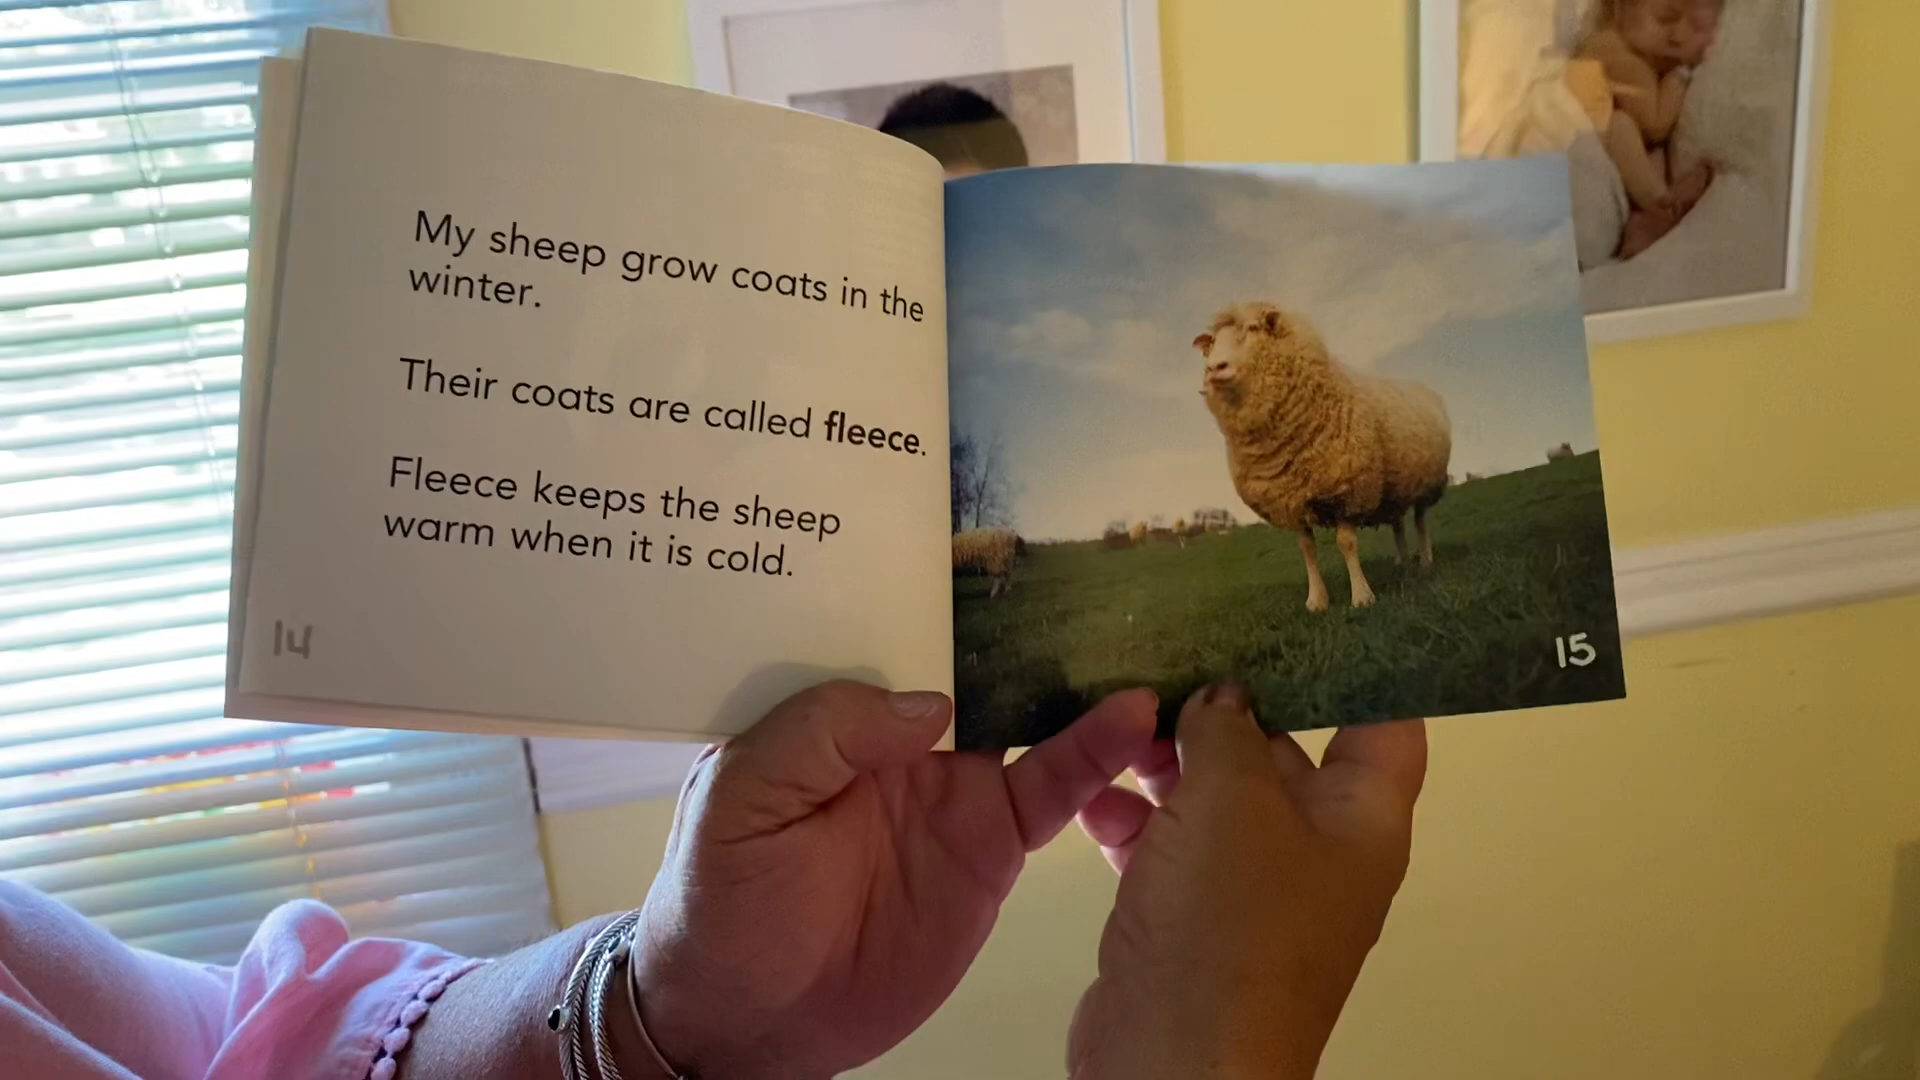 My sheep grow coats in the
winter.
Their coats are called fleece.
Fleece keeps the sheep
warm when it is cold.
14
15